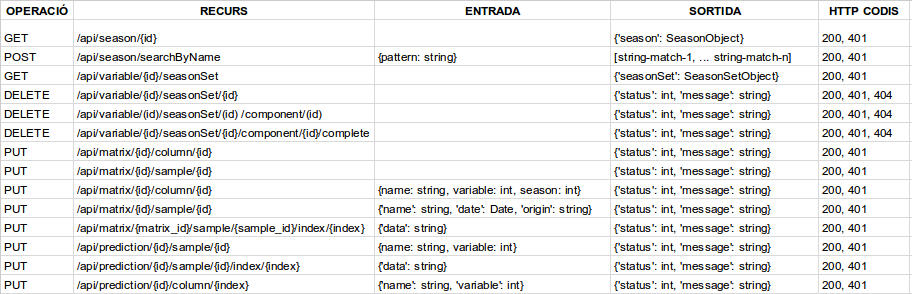 OPERACIÓ RECURS ENTRADA SORTIDA HTTP CODIS
GET /api/season/{id} {'season': SeasonObject} 200, 401
POST /api/season/searchByName {pattern: string} [string-match-1, ... string-match-n] 200, 401
GET /api/variable/{id}/seasonSet {'seasonSet': SeasonSetObject} 200, 401
DELETE /api/variable/{id}/seasonSet/{id} {'status': int, 'message': string} 200, 401, 404
DELETE /api/variable/(id)/seasonSet/(id) /component/(id) {'status': int, 'message': string} 200, 401, 404
DELETE /api/variable/{id}/seasonSet/{id}/component/{id}/complete {'status': int, 'message': string} 200, 401, 404
PUT /api/matrix/{id}/column/{id} {'status': int, 'message': string} 200, 401
PUT /api/matrix/{id}/sample/{id} {'status': int, 'message': string} 200, 401
PUT /api/matrix/{id}/column/{id} {name: string, variable: int, season: int} {'status': int, 'message': string} 200, 401
PUT /api/matrix/{id}/sample/{id} {'name': string, 'date': Date, 'origin': string} {'status': int, 'message': string} 200, 401
PUT /api/matrix/{matrix_id}/sample/{sample_id}/index/{index} {'data': string} {'status': int, 'message': string} 200, 401
PUT /api/prediction/{id}/sample/{id} {name: string, variable: int} {'status': int, 'message': string} 200, 401
PUT /api/prediction/{id}/sample/{id}/index/{index} {'data': string} {'status': int, 'message': string} 200, 401
PUT /api/prediction/{id}/column/{index} {'name': string, 'variable': int} {'status': int, 'message': string} 200, 401